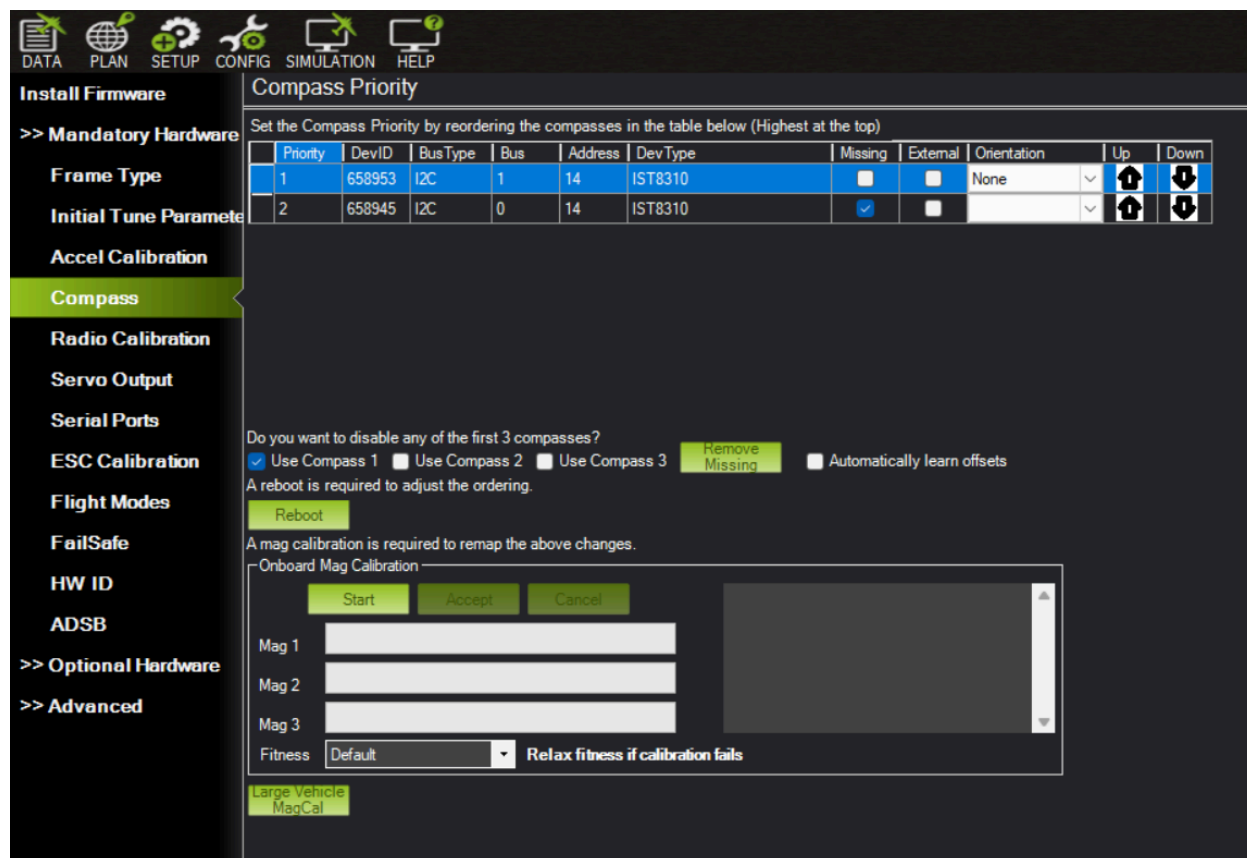 DATA PLAN SETUP CONFIG SIMULATION HELP
Install Firmware
>> Mandatory Hardware
Frame Type
Initial Tune Paramete
Accel Calibration
Compass
Radio Calibration
Servo Output
Serial Ports
ESC Calibration
Flight Modes
FailSafe
HW ID
ADSB
>> Optional Hardware
>> Advanced
Compass Priority
Set the Compass Priority by reordering the compasses in the table below (Highest at the top)
Priority DevID BusType Bus Address DevType Missing External Orientation Up Down
1 658953 I2C 1 14 IST8310 None
2 658945 I2C 0 14 IST8310
Do you want to disable any of the first 3 compasses?
Use Compass 1 Use Compass 2 Use Compass 3 Remove Missing Automatically learn offsets
A reboot is required to adjust the ordering.
Reboot
A mag calibration is required to remap the above changes.
Onboard Mag Calibration
Start Accept Cancel
Mag 1
Mag 2
Mag 3
Fitness Default Relax fitness if calibration fails
Large Vehicle
MagCal